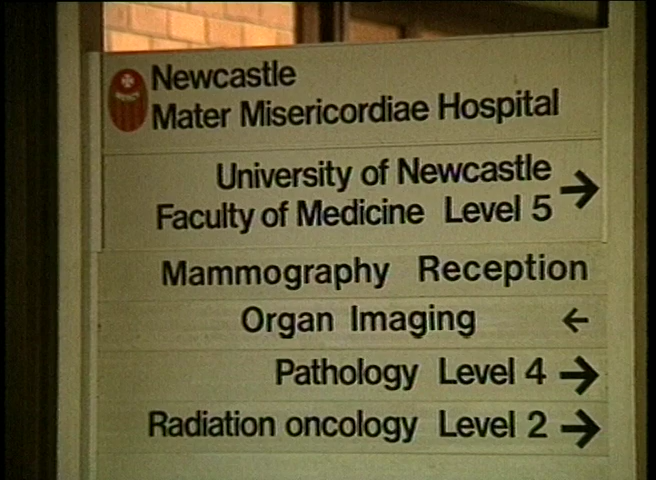 Newcastle
Mater Misericordiae Hospital
University of Newcastle
Faculty of Medicine Level 5 →
Mammography Reception
Organ Imaging ←
Pathology Level 4 →
Radiation oncology Level 2 →